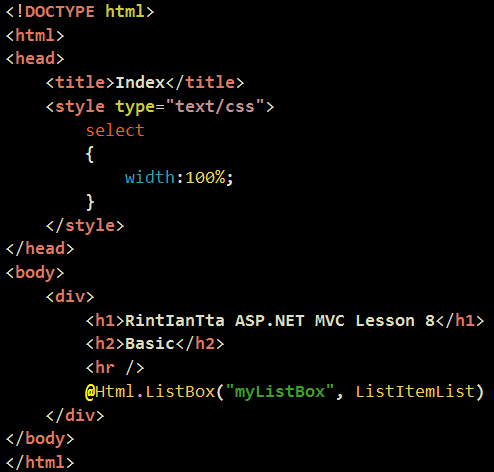 <!DOCTYPE html>
<html>
<head>
    <title>Index</title>
    <style type="text/css">
        select
        {
            width:100%;
        }
    </style>
</head>
<body>
    <div>
        <h1>RintIanTta ASP.NET MVC Lesson 8</h1>
        <h2>Basic</h2>
        <hr />
        @Html.ListBox("myListBox", ListItemList)
    </div>
</body>
</html>